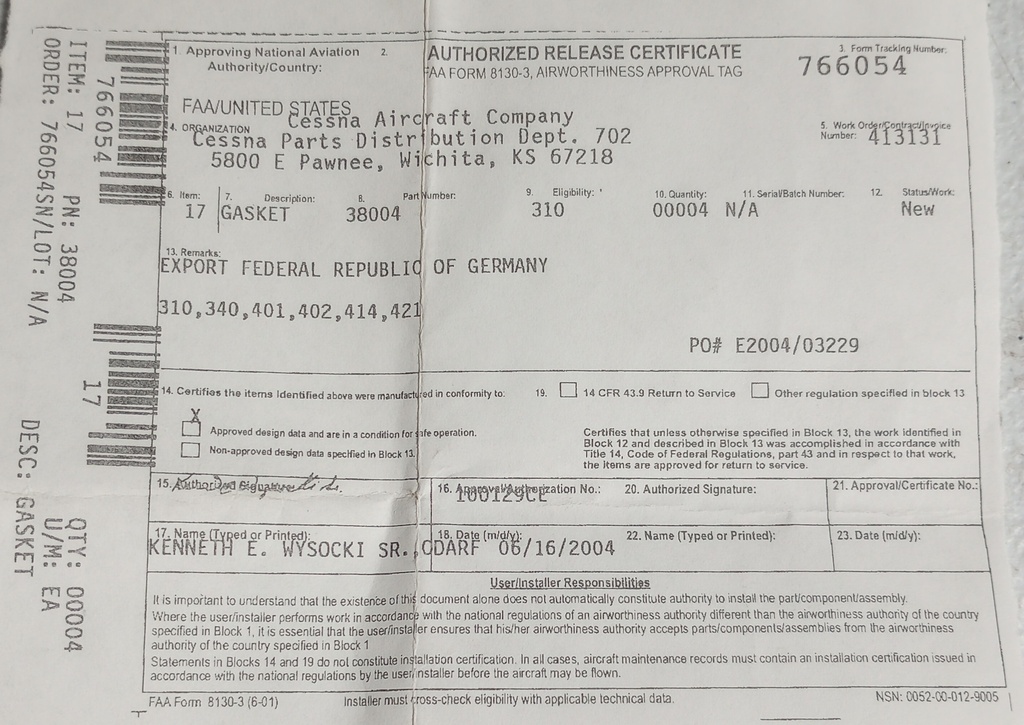 1. Approving National Aviation Authority/Country:
2.
AUTHORIZED RELEASE CERTIFICATE
FAA FORM 8130-3, AIRWORTHINESS APPROVAL TAG
3. Form Tracking Number:
766054
FAA/UNITED STATES
4. ORGANIZATION
Cessna Aircraft Company
Cessna Parts Distribution Dept. 702
5800 E Pawnee, Wichita, KS 67218
5. Work Order/Contract/Invoice
Number: 413131
6. Item: 7. Description: 8. Part Number: 9. Eligibility: * 10. Quantity: 11. Serial/Batch Number: 12. Status/Work:
17 GASKET 38004 310 00004 N/A New
13. Remarks:
EXPORT FEDERAL REPUBLIC OF GERMANY
310,340,401,402,414,421
PO# E2004/03229
14. Certifies the items identified above were manufactured in conformity to:
X
Approved design data and are in a condition for safe operation.
Non-approved design data specified in Block 13.
19. 14 CFR 43.9 Return to Service Other regulation specified in block 13
Certifies that unless otherwise specified in Block 13, the work identified in
Block 12 and described in Block 13 was accomplished in accordance with
Title 14, Code of Federal Regulations, part 43 and in respect to that work,
the items are approved for return to service.
15. Authorized Signature
16. Approval/Authorization No.:
100129CE
20. Authorized Signature:
21. Approval/Certificate No.:
17. Name (Typed or Printed):
KENNETH E. WYSOCKI SR., ODARF
18. Date (m/d/y):
06/16/2004
22. Name (Typed or Printed):
23. Date (m/d/y):
User/Installer Responsibilities
It is important to understand that the existence of this document alone does not automatically constitute authority to install the part/component/assembly.
Where the user/installer performs work in accordance with the national regulations of an airworthiness authority different than the airworthiness authority of the country
specified in Block 1, it is essential that the user/installer ensures that his/her airworthiness authority accepts parts/components/assemblies from the airworthiness
authority of the country specified in Block 1
Statements in Blocks 14 and 19 do not constitute installation certification. In all cases, aircraft maintenance records must contain an installation certification issued in
accordance with the national regulations by the user/installer before the aircraft may be flown.
FAA Form 8130-3 (6-01) Installer must cross-check eligibility with applicable technical data. NSN: 0052-00-012-9005
766054
17
ITEM: 17 PN: 38004 QTY: 00004
ORDER: 766054SN/LOT: N/A U/M: EA
DESC: GASKET